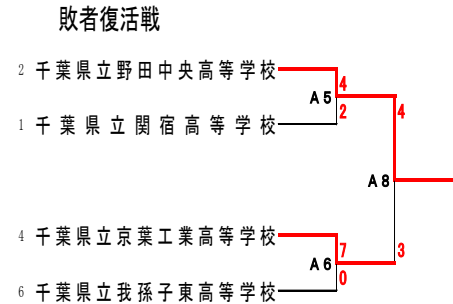 敗者復活戦
2 千葉県立野田中央高等学校
4
A5
2
4
1 千葉県立関宿高等学校
A8
4 千葉県立京葉工業高等学校
7
3
A6
0
6 千葉県立我孫子東高等学校